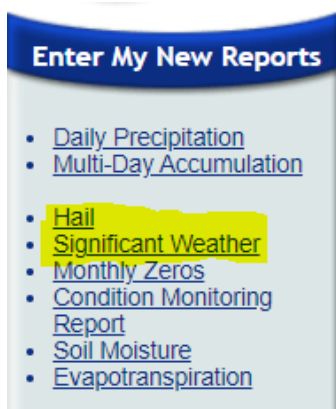 Enter My New Reports
• Daily Precipitation
• Multi-Day Accumulation
• Hail
• Significant Weather
• Monthly Zeros
• Condition Monitoring
Report
• Soil Moisture
• Evapotranspiration